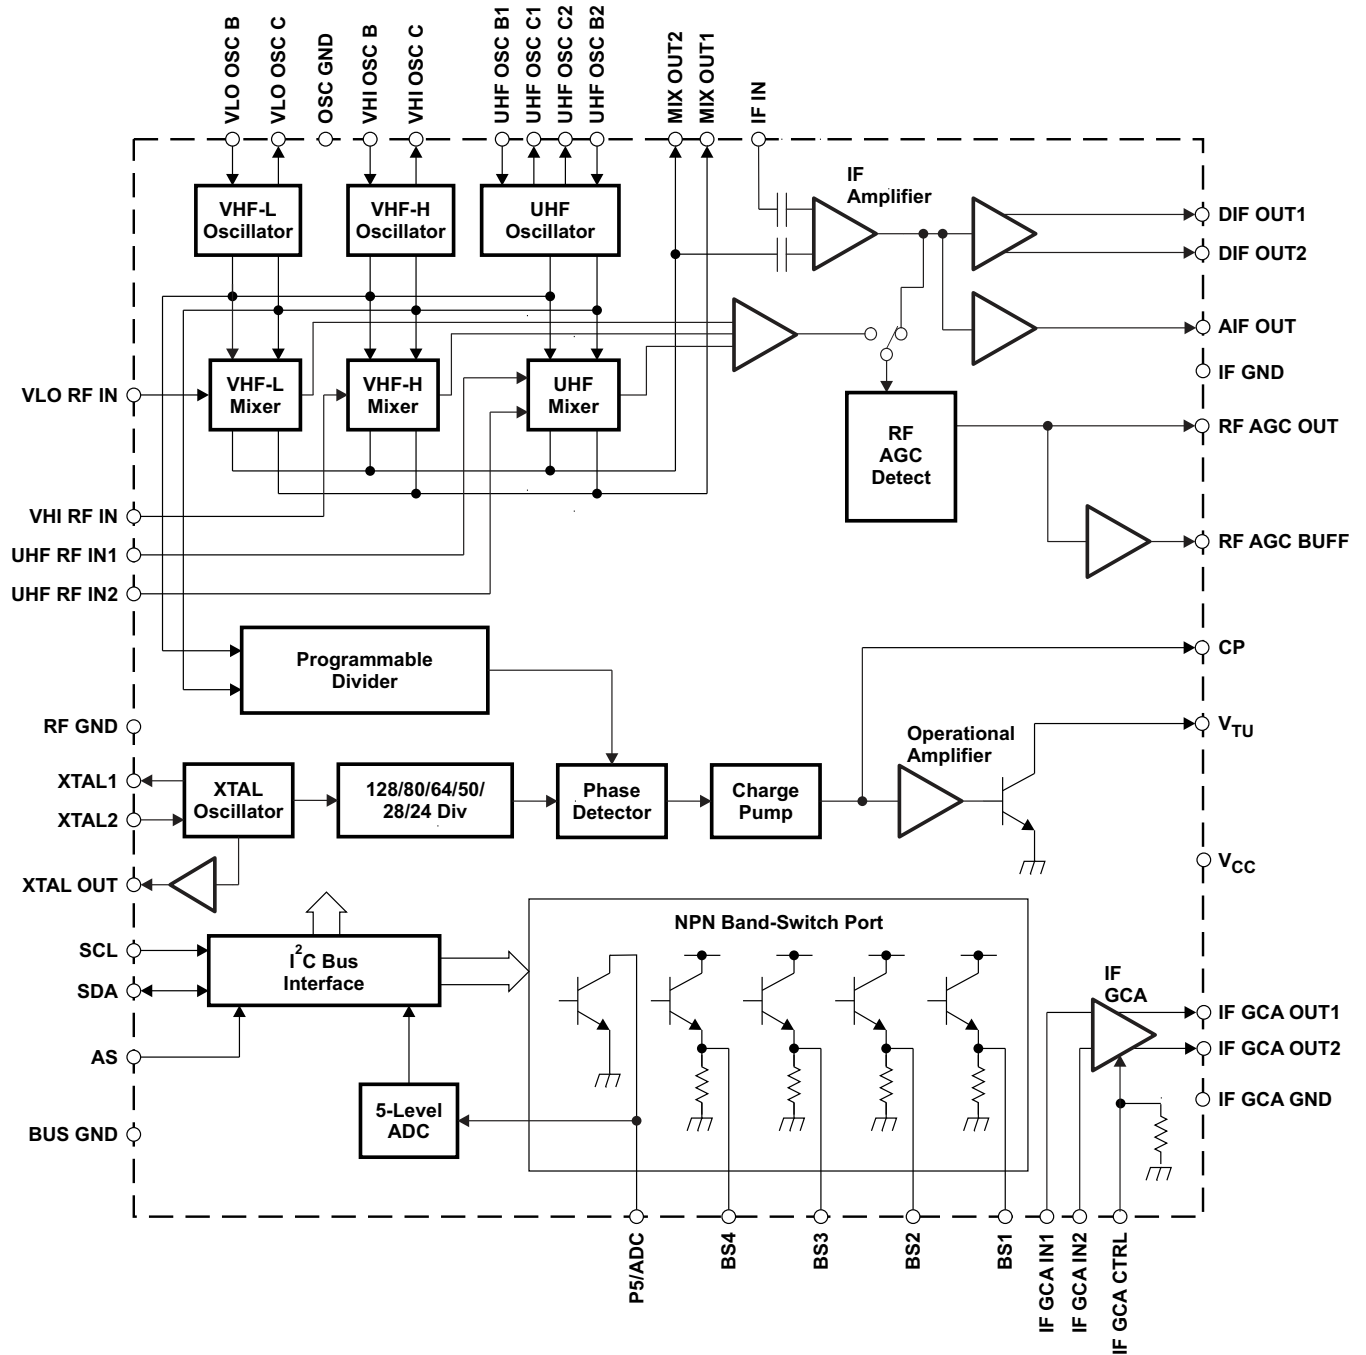 VLO OSC B
VLO OSC C
OSC GND
VHI OSC B
VHI OSC C
UHF OSC B1
UHF OSC C1
UHF OSC C2
UHF OSC B2
MIX OUT2
MIX OUT1
IF IN
VHF-L
Oscillator
VHF-H
Oscillator
UHF
Oscillator
IF
Amplifier
DIF OUT1
DIF OUT2
AIF OUT
IF GND
VLO RF IN
VHF-L
Mixer
VHF-H
Mixer
UHF
Mixer
RF
AGC
Detect
RF AGC OUT
VHI RF IN
UHF RF IN1
UHF RF IN2
RF AGC BUFF
Programmable
Divider
CP
RF GND
Operational
Amplifier
VTU
XTAL1
XTAL2
XTAL
Oscillator
128/80/64/50/
28/24 Div
Phase
Detector
Charge
Pump
XTAL OUT
VCC
NPN Band-Switch Port
SCL
SDA
I2C Bus
Interface
AS
5-Level
ADC
BUS GND
IF
GCA
IF GCA OUT1
IF GCA OUT2
IF GCA GND
P5/ADC
BS4
BS3
BS2
BS1
IF GCA IN1
IF GCA IN2
IF GCA CTRL